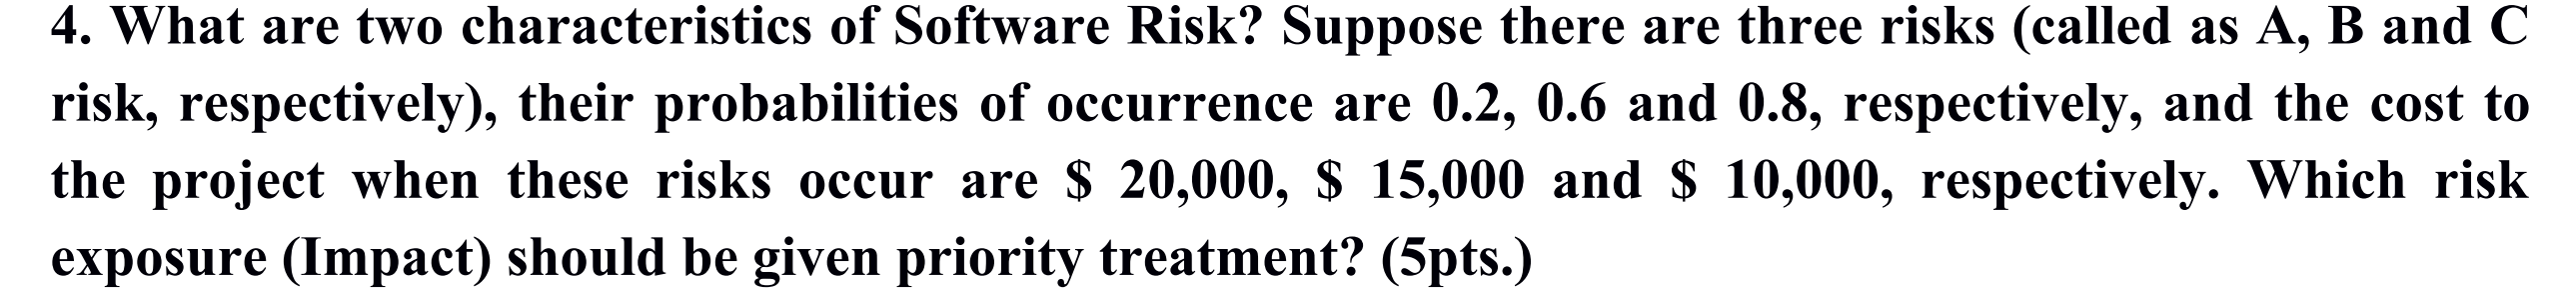 4. What are two characteristics of Software Risk? Suppose there are three risks (called as A, B and C
risk, respectively), their probabilities of occurrence are 0.2, 0.6 and 0.8, respectively, and the cost to
the project when these risks occur are $ 20,000, $ 15,000 and $ 10,000, respectively. Which risk
exposure (Impact) should be given priority treatment? (5pts.)